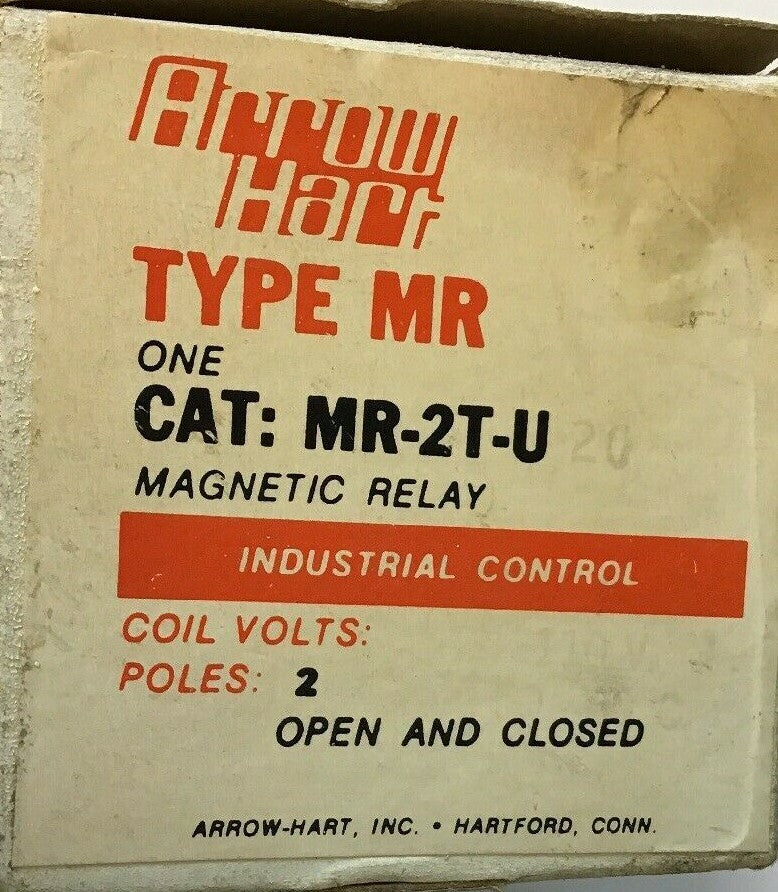 Arrow
Hart
TYPE MR
ONE
CAT: MR-2T-U 20
MAGNETIC RELAY
INDUSTRIAL CONTROL
COIL VOLTS:
POLES: 2
OPEN AND CLOSED
ARROW-HART, INC. • HARTFORD, CONN.